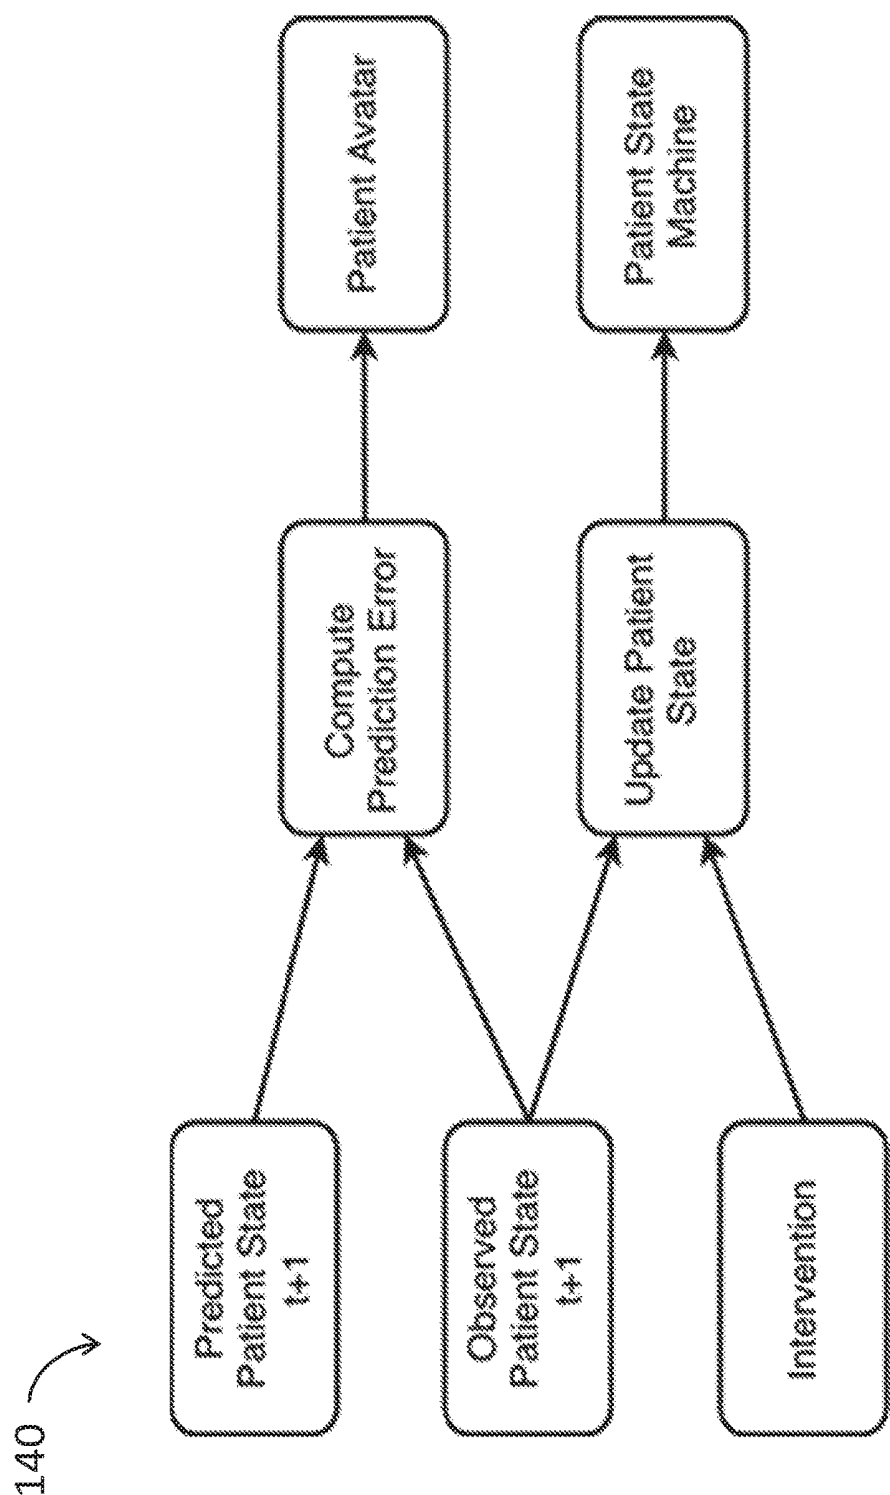 140
Predicted
Patient State
t+1
Observed
Patient State
t+1
Intervention
Compute
Prediction Error
Update Patient
State
Patient Avatar
Patient State
Machine